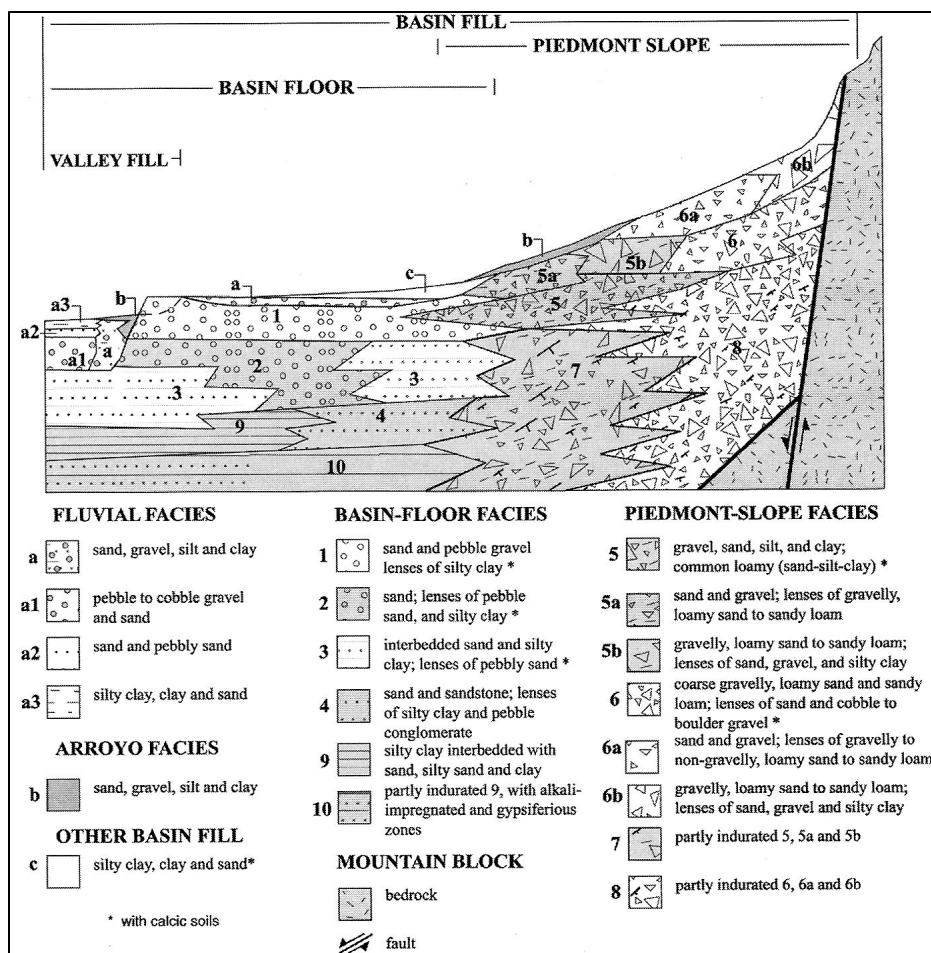 BASIN FILL
PIEDMONT SLOPE
BASIN FLOOR
VALLEY FILL
6b
6a
6
b
5a
5b
c
5
a
b
a3
1
a2
a1
a
2
3
3
7
8
4
9
10
FLUVIAL FACIES
a sand, gravel, silt and clay
a1 pebble to cobble gravel
and sand
a2 sand and pebbly sand
a3 silty clay, clay and sand
ARROYO FACIES
b sand, gravel, silt and clay
OTHER BASIN FILL
c silty clay, clay and sand*
* with calcic soils
BASIN-FLOOR FACIES
1 sand and pebble gravel
lenses of silty clay *
2 sand; lenses of pebble
sand, and silty clay *
3 interbedded sand and silty
clay; lenses of pebbly sand *
4 sand and sandstone; lenses
of silty clay and pebble
conglomerate
9 silty clay interbedded with
sand, silty sand and clay
10 partly indurated 9, with alkali-
impregnated and gypsiferious
zones
MOUNTAIN BLOCK
bedrock
fault
PIEDMONT-SLOPE FACIES
5 gravel, sand, silt, and clay;
common loamy (sand-silt-clay) *
5a sand and gravel; lenses of gravelly,
loamy sand to sandy loam
5b gravelly, loamy sand to sandy loam;
lenses of sand, gravel, and silty clay
6 coarse gravelly, loamy sand and sandy
loam; lenses of sand and cobble to
boulder gravel *
6a sand and gravel; lenses of gravelly to
non-gravelly, loamy sand to sandy loam
6b gravelly, loamy sand to sandy loam;
lenses of sand, gravel and silty clay
7 partly indurated 5, 5a and 5b
8 partly indurated 6, 6a and 6b